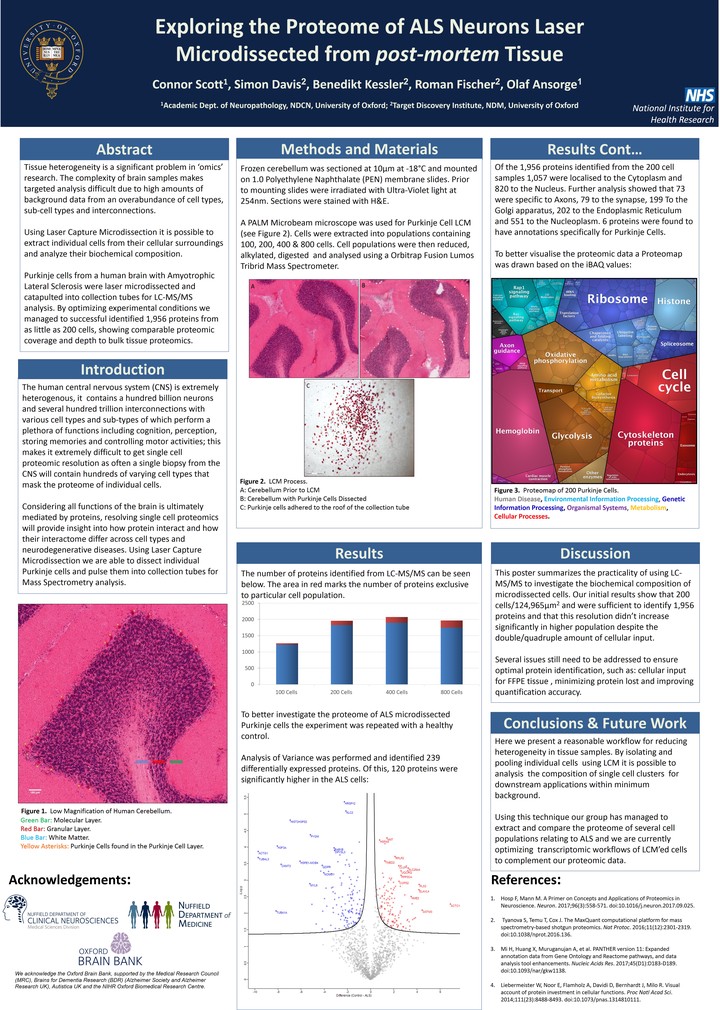 Exploring the Proteome of ALS Neurons Laser
Microdissected from post-mortem Tissue
Connor Scott¹, Simon Davis², Benedikt Kessler², Roman Fischer², Olaf Ansorge¹
¹Academic Dept. of Neuropathology, NDCN, University of Oxford; ²Target Discovery Institute, NDM, University of Oxford
UNIVERSITY OF OXFORD
NHS
National Institute for
Health Research
Abstract
Tissue heterogeneity is a significant problem in 'omics'
research. The complexity of brain samples makes
targeted analysis difficult due to high amounts of
background data from an overabundance of cell types,
sub-cell types and interconnections.
Using Laser Capture Microdissection it is possible to
extract individual cells from their cellular surroundings
and analyze their biochemical composition.
Purkinje cells from a human brain with Amyotrophic
Lateral Sclerosis were laser microdissected and
catapulted into collection tubes for LC-MS/MS
analysis. By optimizing experimental conditions we
managed to successful identified 1,956 proteins from
as little as 200 cells, showing comparable proteomic
coverage and depth to bulk tissue proteomics.
Introduction
The human central nervous system (CNS) is extremely
heterogenous, it contains a hundred billion neurons
and several hundred trillion interconnections with
various cell types and sub-types of which perform a
plethora of functions including cognition, perception,
storing memories and controlling motor activities; this
makes it extremely difficult to get single cell
proteomic resolution as often a single biopsy from the
CNS will contain hundreds of varying cell types that
mask the proteome of individual cells.
Considering all functions of the brain is ultimately
mediated by proteins, resolving single cell proteomics
will provide insight into how protein interact and how
their interactome differ across cell types and
neurodegenerative diseases. Using Laser Capture
Microdissection we are able to dissect individual
Purkinje cells and pulse them into collection tubes for
Mass Spectrometry analysis.
Figure 1. Low Magnification of Human Cerebellum.
Green Bar: Molecular Layer.
Red Bar: Granular Layer.
Blue Bar: White Matter.
Yellow Asterisks: Purkinje Cells found in the Purkinje Cell Layer.
Acknowledgements:
NUFFIELD DEPARTMENT OF
CLINICAL NEUROSCIENCES
Medical Sciences Division
NUFFIELD
DEPARTMENT of
MEDICINE
OXFORD
BRAIN BANK
We acknowledge the Oxford Brain Bank, supported by the Medical Research Council
(MRC), Brains for Dementia Research (BDR) (Alzheimer Society and Alzheimer
Research UK), Autistica UK and the NIHR Oxford Biomedical Research Centre.
Methods and Materials
Frozen cerebellum was sectioned at 10µm at -18°C and mounted
on 1.0 Polyethylene Naphthalate (PEN) membrane slides. Prior
to mounting slides were irradiated with Ultra-Violet light at
254nm. Sections were stained with H&E.
A PALM Microbeam microscope was used for Purkinje Cell LCM
(see Figure 2). Cells were extracted into populations containing
100, 200, 400 & 800 cells. Cell populations were then reduced,
alkylated, digested and analysed using a Orbitrap Fusion Lumos
Tribrid Mass Spectrometer.
A
B
C
Figure 2. LCM Process.
A: Cerebellum Prior to LCM
B: Cerebellum with Purkinje Cells Dissected
C: Purkinje cells adhered to the roof of the collection tube
Results
The number of proteins identified from LC-MS/MS can be seen
below. The area in red marks the number of proteins exclusive
to particular cell population.
2500
2000
1500
1000
500
0
100 Cells 200 Cells 400 Cells 800 Cells
To better investigate the proteome of ALS microdissected
Purkinje cells the experiment was repeated with a healthy
control.
Analysis of Variance was performed and identified 239
differentially expressed proteins. Of this, 120 proteins were
significantly higher in the ALS cells:
Results Cont…
Of the 1,956 proteins identified from the 200 cell
samples 1,057 were localised to the Cytoplasm and
820 to the Nucleus. Further analysis showed that 73
were specific to Axons, 79 to the synapse, 199 To the
Golgi apparatus, 202 to the Endoplasmic Reticulum
and 551 to the Nucleoplasm. 6 proteins were found to
have annotations specifically for Purkinje Cells.
To better visualise the proteomic data a Proteomap
was drawn based on the iBAQ values:
Rap1
signaling
pathway
Ribosome
Histone
Axon
guidance
Spliceosome
Oxidative
phosphorylation
Amino acid
metabolism
Cell
cycle
Transport
Hemoglobin
Glycolysis
Cytoskeleton
proteins
Other
enzymes
Figure 3. Proteomap of 200 Purkinje Cells.
Human Disease, Environmental Information Processing, Genetic
Information Processing, Organismal Systems, Metabolism,
Cellular Processes.
Discussion
This poster summarizes the practicality of using LC-
MS/MS to investigate the biochemical composition of
microdissected cells. Our initial results show that 200
cells/124,965µm² and were sufficient to identify 1,956
proteins and that this resolution didn't increase
significantly in higher population despite the
double/quadruple amount of cellular input.
Several issues still need to be addressed to ensure
optimal protein identification, such as: cellular input
for FFPE tissue , minimizing protein lost and improving
quantification accuracy.
Conclusions & Future Work
Here we present a reasonable workflow for reducing
heterogeneity in tissue samples. By isolating and
pooling individual cells using LCM it is possible to
analysis the composition of single cell clusters for
downstream applications within minimum
background.
Using this technique our group has managed to
extract and compare the proteome of several cell
populations relating to ALS and we are currently
optimizing transcriptomic workflows of LCM'ed cells
to complement our proteomic data.
References:
1. Hosp F, Mann M. A Primer on Concepts and Applications of Proteomics in
Neuroscience. Neuron. 2017;96(3):558-571. doi:10.1016/j.neuron.2017.09.025.
2. Tyanova S, Temu T, Cox J. The MaxQuant computational platform for mass
spectrometry-based shotgun proteomics. Nat Protoc. 2016;11(12):2301-2319.
doi:10.1038/nprot.2016.136.
3. Mi H, Huang X, Muruganujan A, et al. PANTHER version 11: Expanded
annotation data from Gene Ontology and Reactome pathways, and data
analysis tool enhancements. Nucleic Acids Res. 2017;45(D1):D183-D189.
doi:10.1093/nar/gkw1138.
4. Liebermeister W, Noor E, Flamholz A, Davidi D, Bernhardt J, Milo R. Visual
account of protein investment in cellular functions. Proc Natl Acad Sci.
2014;111(23):8488-8493. doi:10.1073/pnas.1314810111.